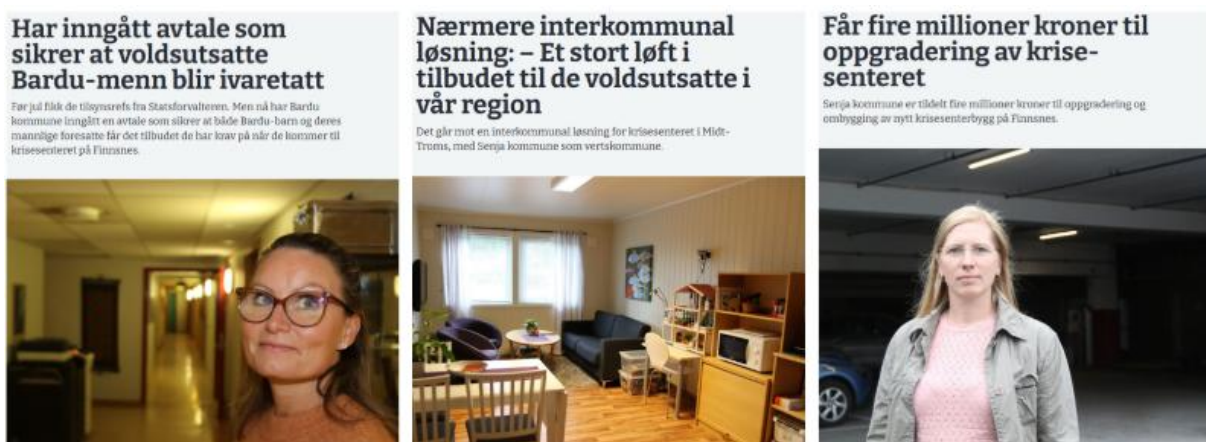 Har inngått avtale som
sikrer at voldsutsatte
Bardu-menn blir ivaretatt
Før jul fikk de tilsynsrefs fra Statsforvalteren. Men nå har Bardu
kommune inngått en avtale som sikrer at både Bardu-barn og deres
mannlige foresatte får det tilbudet de har krav på når de kommer til
krisesenteret på Finnsnes.
Nærmere interkommunal
løsning: – Et stort løft i
tilbudet til de voldsutsatte i
vår region
Det går mot en interkommunal løsning for krisesenteret i Midt-
Troms, med Senja kommune som vertskommune.
Får fire millioner kroner til
oppgradering av krise-
senteret
Senja kommune er tildelt fire millioner kroner til oppgradering og
ombygging av nytt krisesenterbygg på Finnsnes.